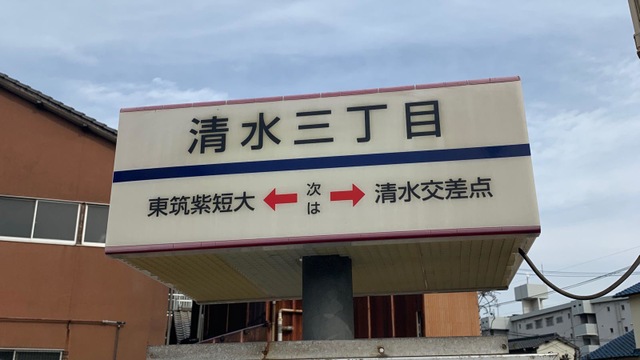 清水三丁目
東筑紫短大 ← 次は → 清水交差点